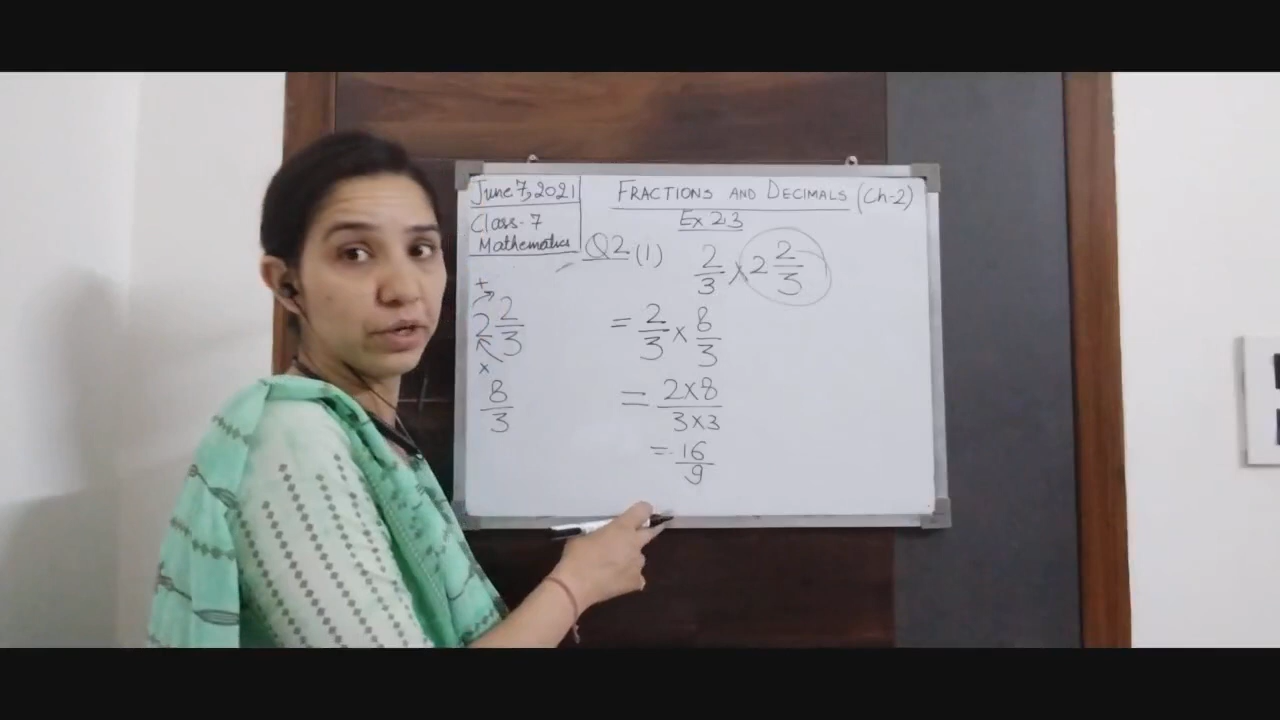 June 7, 2021
Class-7
Mathematics
FRACTIONS AND DECIMALS (Ch-2)
Ex 2.3
Q2 (1) 2/3 × 2 2/3
= 2/3 × 8/3
= 2×8/3×3
= 16/9
+
2 2/3
×
8/3